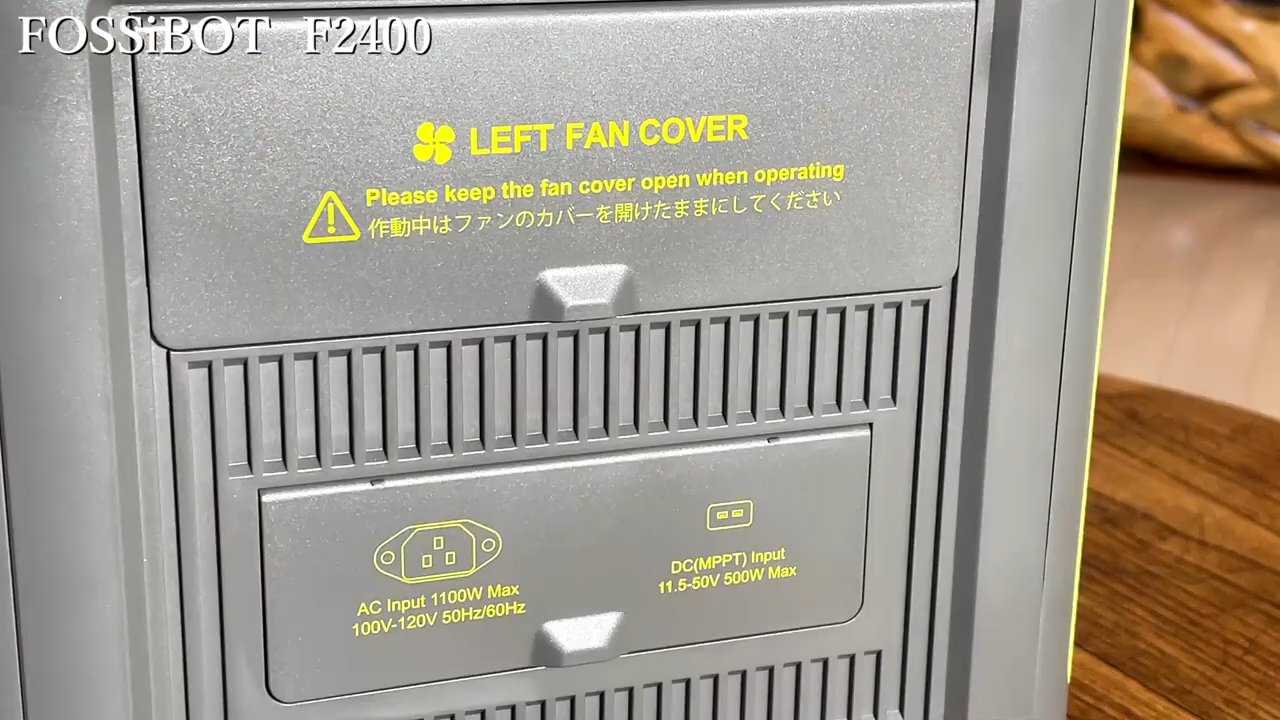 FOSSiBOT F2400
LEFT FAN COVER
Please keep the fan cover open when operating
作動中はファンのカバーを開けたままにしてください
AC Input 1100W Max
100V-120V 50Hz/60Hz
DC(MPPT) Input
11.5-50V 500W Max